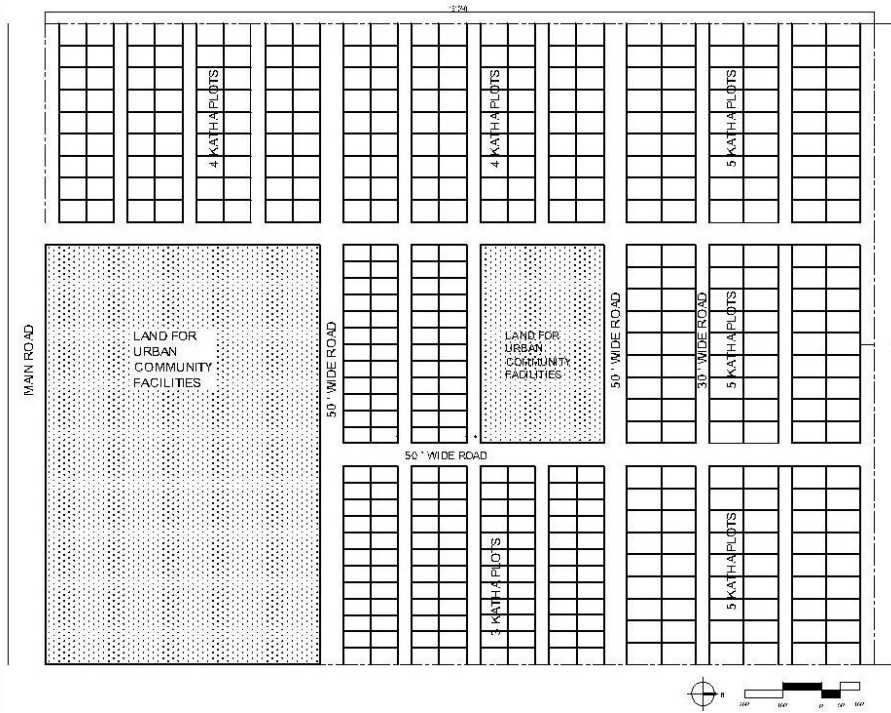 4 KATHA PLOTS
4 KATHA PLOTS
5 KATHA PLOTS
MAIN ROAD
LAND FOR
URBAN
COMMUNITY
FACILITIES
50 ' WIDE ROAD
LAND FOR
URBAN
COMMUNITY
FACILITIES
50 ' WIDE ROAD
30 ' WIDE ROAD
5 KATHA PLOTS
50 ' WIDE ROAD
3 KATHA PLOTS
5 KATHA PLOTS
N